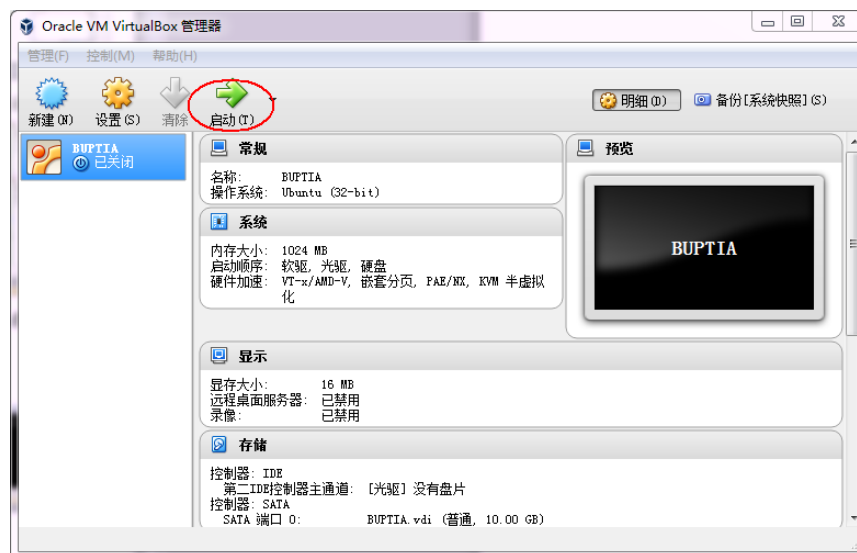 Oracle VM VirtualBox 管理器
管理(F) 控制(M) 帮助(H)
新建(N) 设置(S) 清除 启动(T) 明细(D) 备份[系统快照](S)
BUPTIA
已关闭
常规
名称: BUPTIA
操作系统: Ubuntu (32-bit)
预览
BUPTIA
系统
内存大小: 1024 MB
启动顺序: 软驱, 光驱, 硬盘
硬件加速: VT-x/AMD-V, 嵌套分页, PAE/NX, KVM 半虚拟
化
显示
显存大小: 16 MB
远程桌面服务器: 已禁用
录像: 已禁用
存储
控制器: IDE
第二IDE控制器主通道: [光驱] 没有盘片
控制器: SATA
SATA 端口 0: BUPTIA.vdi (普通, 10.00 GB)